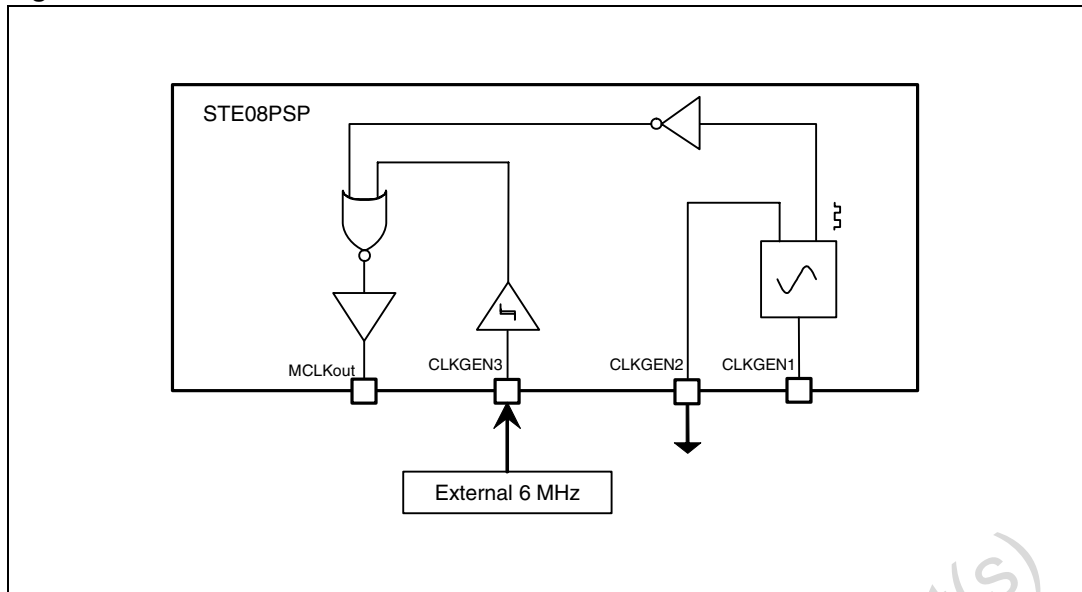 STE08PSP
MCLKout
CLKGEN3
CLKGEN2
CLKGEN1
External 6 MHz